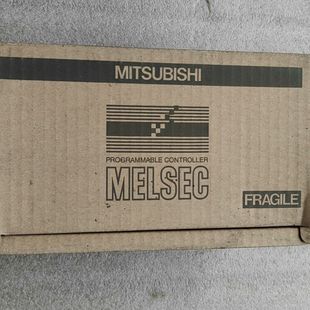 MITSUBISHI
PROGRAMMABLE CONTROLLER
MELSEC
FRAGILE